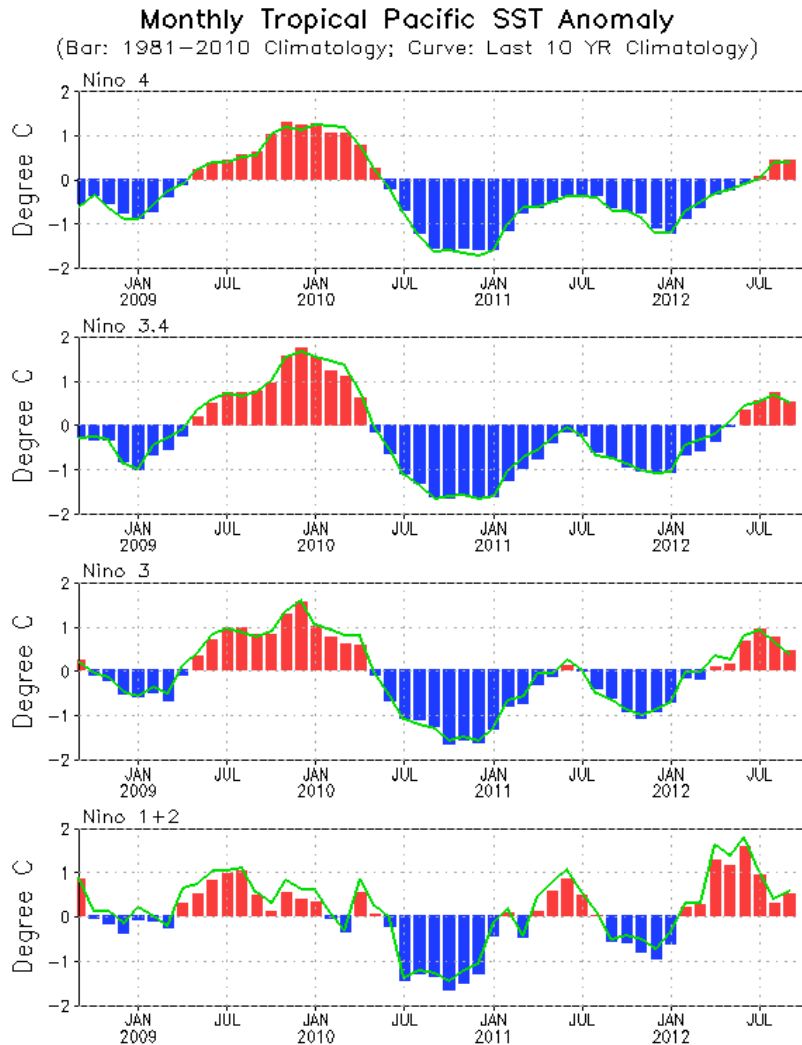 Monthly Tropical Pacific SST Anomaly
(Bar: 1981-2010 Climatology; Curve: Last 10 YR Climatology)
Nino 4
Degree C
2
1
0
-1
-2
JAN JUL JAN JUL JAN JUL JAN JUL
2009 2010 2011 2012
Nino 3.4
Degree C
2
1
0
-1
-2
JAN JUL JAN JUL JAN JUL JAN JUL
2009 2010 2011 2012
Nino 3
Degree C
2
1
0
-1
-2
JAN JUL JAN JUL JAN JUL JAN JUL
2009 2010 2011 2012
Nino 1+2
Degree C
2
1
0
-1
-2
JAN JUL JAN JUL JAN JUL JAN JUL
2009 2010 2011 2012